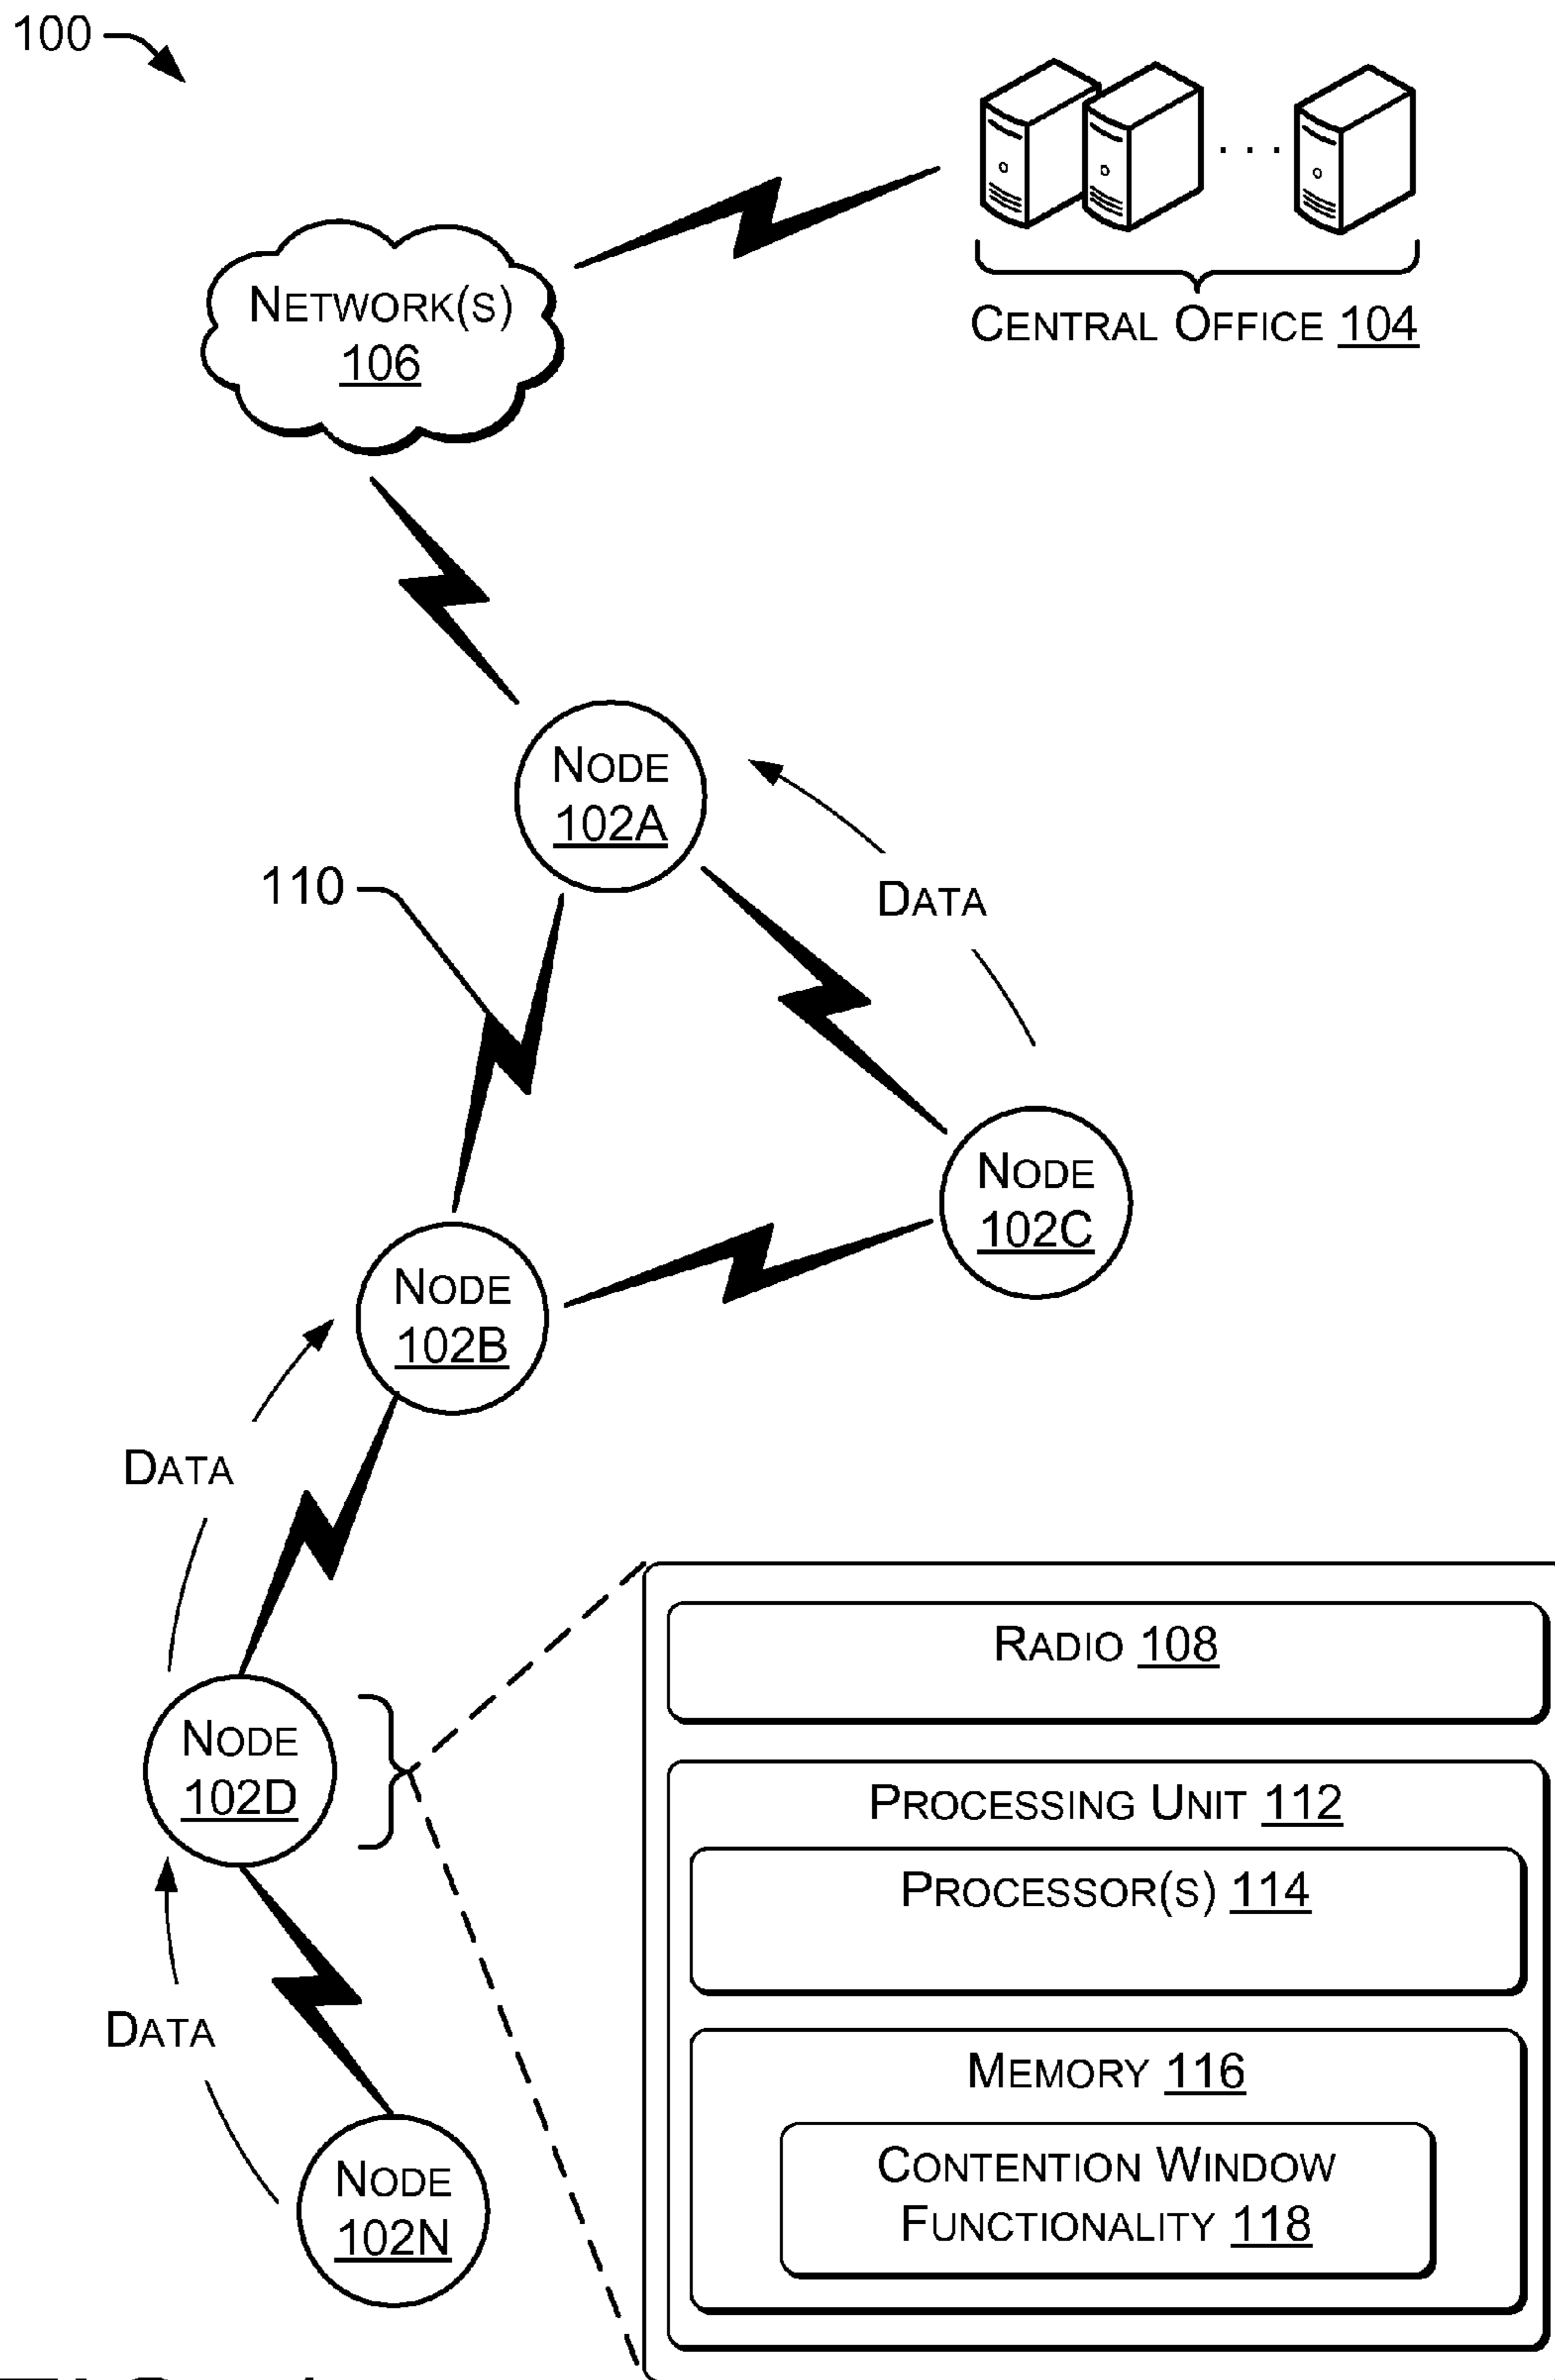 100
NETWORK(S)
106
CENTRAL OFFICE 104
NODE
102A
110
DATA
NODE
102C
NODE
102B
DATA
RADIO 108
NODE
102D
PROCESSING UNIT 112
PROCESSOR(S) 114
DATA
MEMORY 116
CONTENTION WINDOW
FUNCTIONALITY 118
NODE
102N